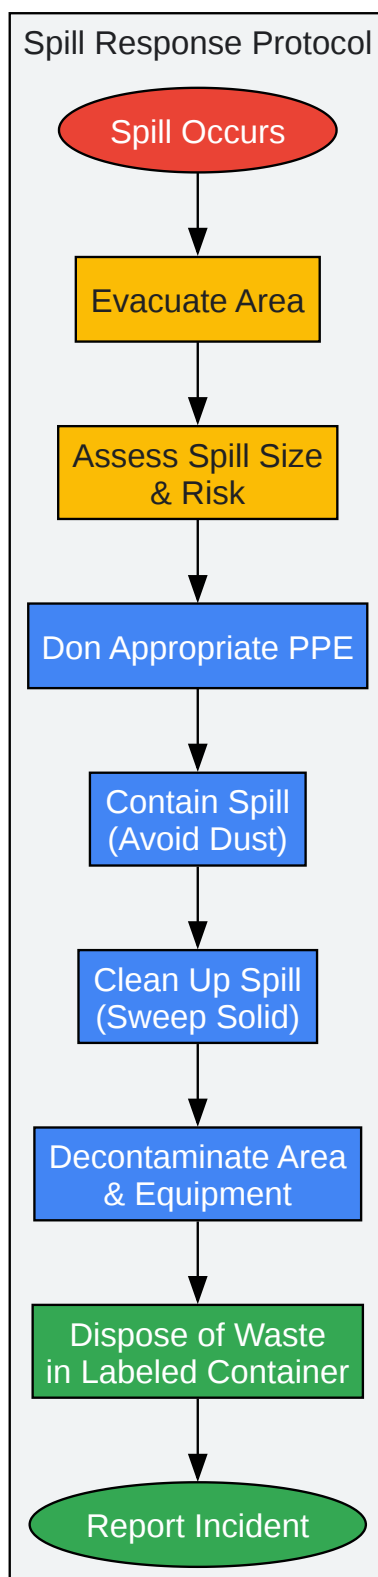 Spill Response Protocol
Spill Occurs
Evacuate Area
Assess Spill Size
& Risk
Don Appropriate PPE
Contain Spill
(Avoid Dust)
Clean Up Spill
(Sweep Solid)
Decontaminate Area
& Equipment
Dispose of Waste
in Labeled Container
Report Incident